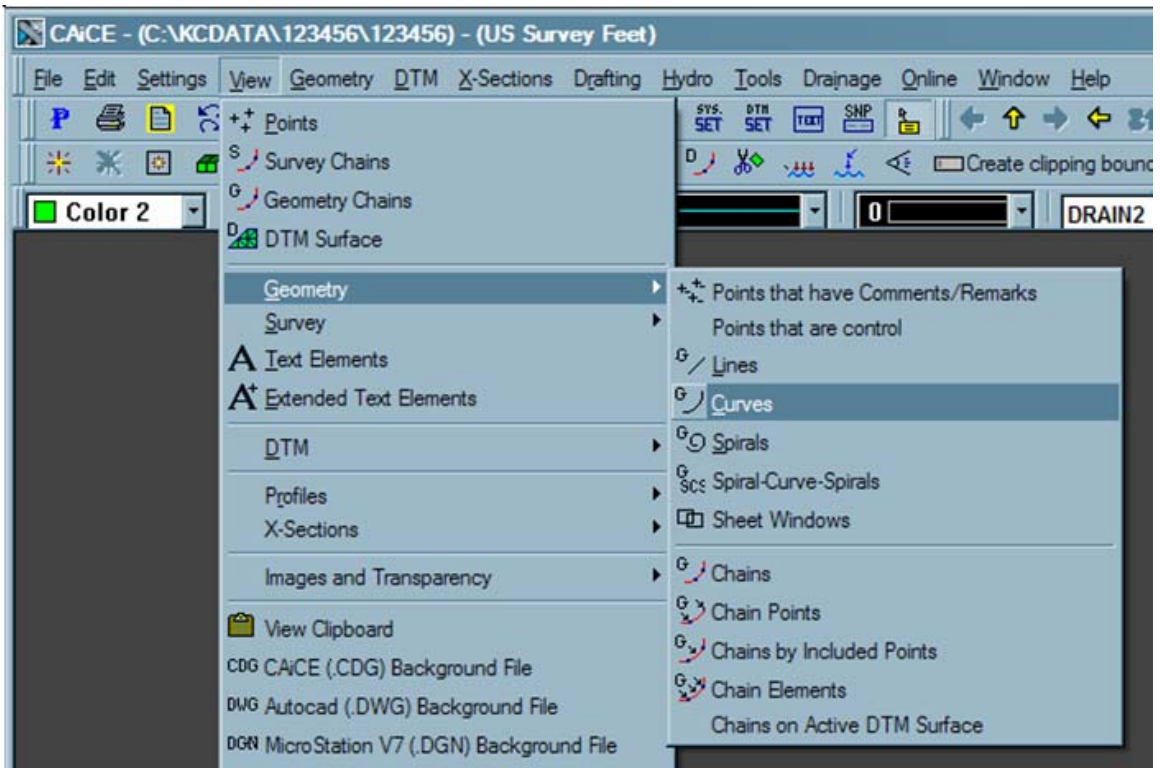 CAiCE - (C:\KCDATA\123456\123456) - (US Survey Feet)
File Edit Settings View Geometry DTM X-Sections Drafting Hydro Tools Drainage Online Window Help
P SYS. SET DTM SET TEXT SNP
Create clipping bound
Color 2 0 DRAIN2
Points
Survey Chains
Geometry Chains
DTM Surface
Geometry
Survey
Text Elements
Extended Text Elements
DTM
Profiles
X-Sections
Images and Transparency
View Clipboard
CDG CAiCE (.CDG) Background File
DWG Autocad (.DWG) Background File
DGN MicroStation V7 (.DGN) Background File
Points that have Comments/Remarks
Points that are control
G Lines
G Curves
G Spirals
G SCS Spiral-Curve-Spirals
Sheet Windows
G Chains
G Chain Points
G Chains by Included Points
G Chain Elements
Chains on Active DTM Surface